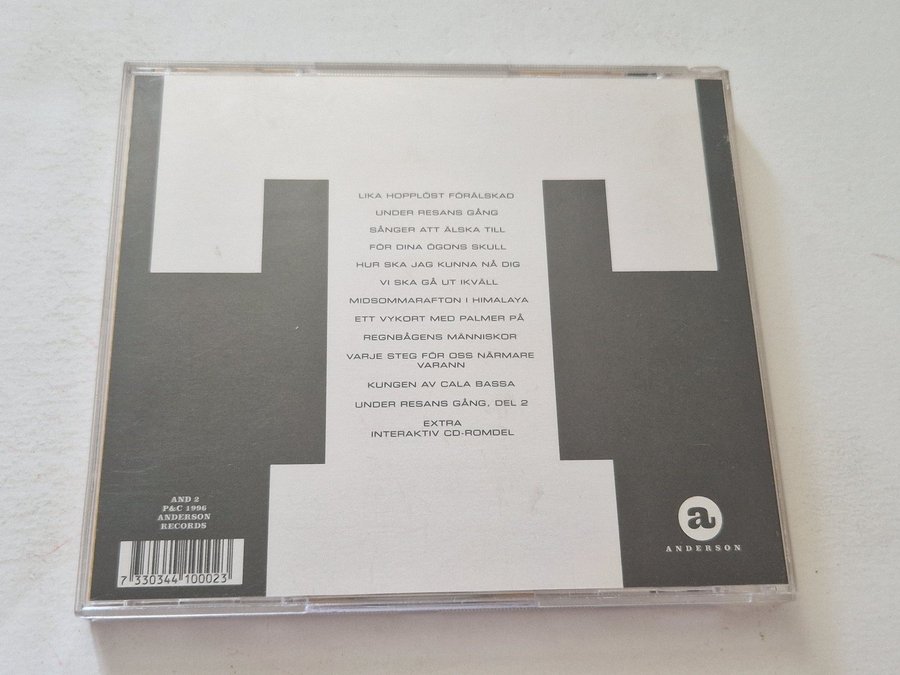 LIKA HOPPLÖST FÖRÄLSKAD
UNDER RESANS GÅNG
SÅNGER ATT ÄLSKA TILL
FÖR DINA ÖGONS SKULL
HUR SKA JAG KUNNA NÅ DIG
VI SKA GÅ UT IKVÄLL
MIDSOMMARAFTON I HIMALAYA
ETT VYKORT MED PALMER PÅ
REGNBÅGENS MÄNNISKOR
VARJE STEG FÖR OSS NÄRMARE
VARANN
KUNGEN AV CALA BASSA
UNDER RESANS GÅNG, DEL 2
EXTRA
INTERAKTIV CD-ROMDEL
AND 2
P&C 1996
ANDERSON
RECORDS
7 330344 100023
a
ANDERSON